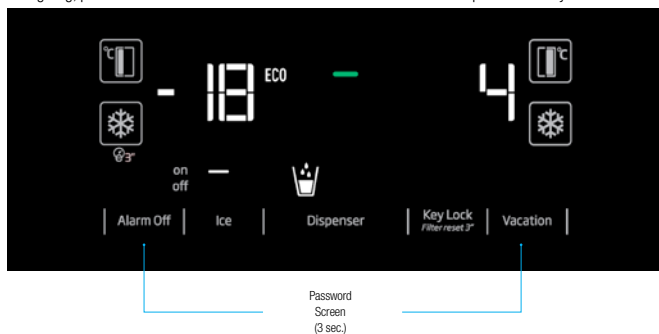 °C °C
- 18 ECO 4
3"
on
off
Alarm Off Ice Dispenser Key Lock Vacation
Filter reset 3"
Password
Screen
(3 sec.)